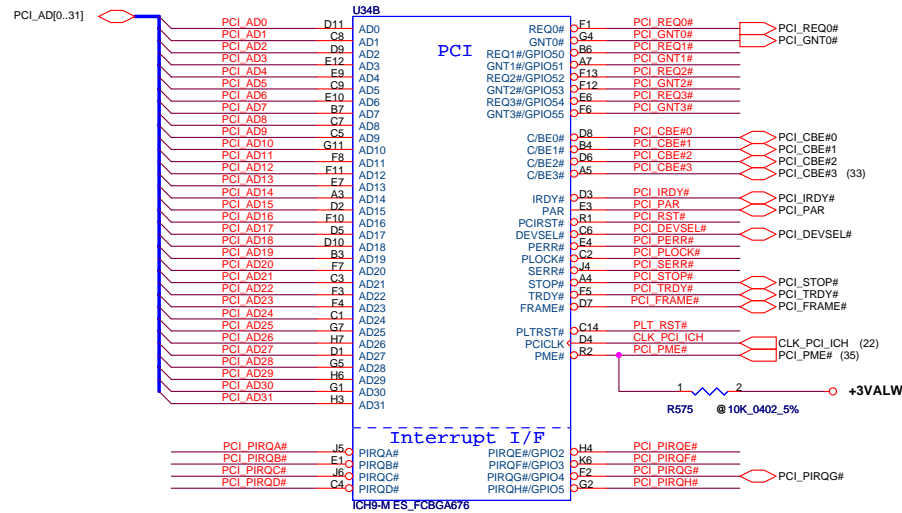 U34B
PCI_AD[0..31]
PCI
PCI_AD0 D11 AD0 REQ0# F1 PCI_REQ0# PCI_REQ0#
PCI_AD1 C8 AD1 GNT0# G4 PCI_GNT0# PCI_GNT0#
PCI_AD2 D9 AD2 REQ1#/GPIO50 B6 PCI_REQ1#
PCI_AD3 E12 AD3 GNT1#/GPIO51 A7 PCI_GNT1#
PCI_AD4 E9 AD4 REQ2#/GPIO52 F13 PCI_REQ2#
PCI_AD5 C9 AD5 GNT2#/GPIO53 F12 PCI_GNT2#
PCI_AD6 E10 AD6 REQ3#/GPIO54 E6 PCI_REQ3#
PCI_AD7 B7 AD7 GNT3#/GPIO55 F6 PCI_GNT3#
PCI_AD8 C7 AD8
PCI_AD9 C5 AD9 C/BE0# D8 PCI_CBE#0 PCI_CBE#0
PCI_AD10 G11 AD10 C/BE1# B4 PCI_CBE#1 PCI_CBE#1
PCI_AD11 F8 AD11 C/BE2# D6 PCI_CBE#2 PCI_CBE#2
PCI_AD12 F11 AD12 C/BE3# A5 PCI_CBE#3 PCI_CBE#3 (33)
PCI_AD13 E7 AD13
PCI_AD14 A3 AD14 IRDY# D3 PCI_IRDY# PCI_IRDY#
PCI_AD15 D2 AD15 PAR E3 PCI_PAR PCI_PAR
PCI_AD16 F10 AD16 PCIRST# R1 PCI_RST#
PCI_AD17 D5 AD17 DEVSEL# C6 PCI_DEVSEL# PCI_DEVSEL#
PCI_AD18 D10 AD18 PERR# E4 PCI_PERR#
PCI_AD19 B3 AD19 PLOCK# C2 PCI_PLOCK#
PCI_AD20 F7 AD20 SERR# J4 PCI_SERR#
PCI_AD21 C3 AD21 STOP# A4 PCI_STOP# PCI_STOP#
PCI_AD22 F3 AD22 TRDY# F5 PCI_TRDY# PCI_TRDY#
PCI_AD23 F4 AD23 FRAME# D7 PCI_FRAME# PCI_FRAME#
PCI_AD24 C1 AD24
PCI_AD25 G7 AD25 PLTRST# C14 PLT_RST#
PCI_AD26 H7 AD26 PCICLK D4 CLK_PCI_ICH CLK_PCI_ICH (22)
PCI_AD27 D1 AD27 PME# R2 PCI_PME# PCI_PME# (35)
PCI_AD28 G5 AD28
PCI_AD29 H6 AD29
PCI_AD30 G1 AD30 1 2 +3VALW
PCI_AD31 H3 AD31 R575 @10K_0402_5%
Interrupt I/F
PCI_PIRQA# J5 PIRQA# PIRQE#/GPIO2 H4 PCI_PIRQE#
PCI_PIRQB# E1 PIRQB# PIRQF#/GPIO3 K6 PCI_PIRQF#
PCI_PIRQC# J6 PIRQC# PIRQG#/GPIO4 F2 PCI_PIRQG# PCI_PIRQG#
PCI_PIRQD# C4 PIRQD# PIRQH#/GPIO5 G2 PCI_PIRQH#
ICH9-M ES_FCBGA676